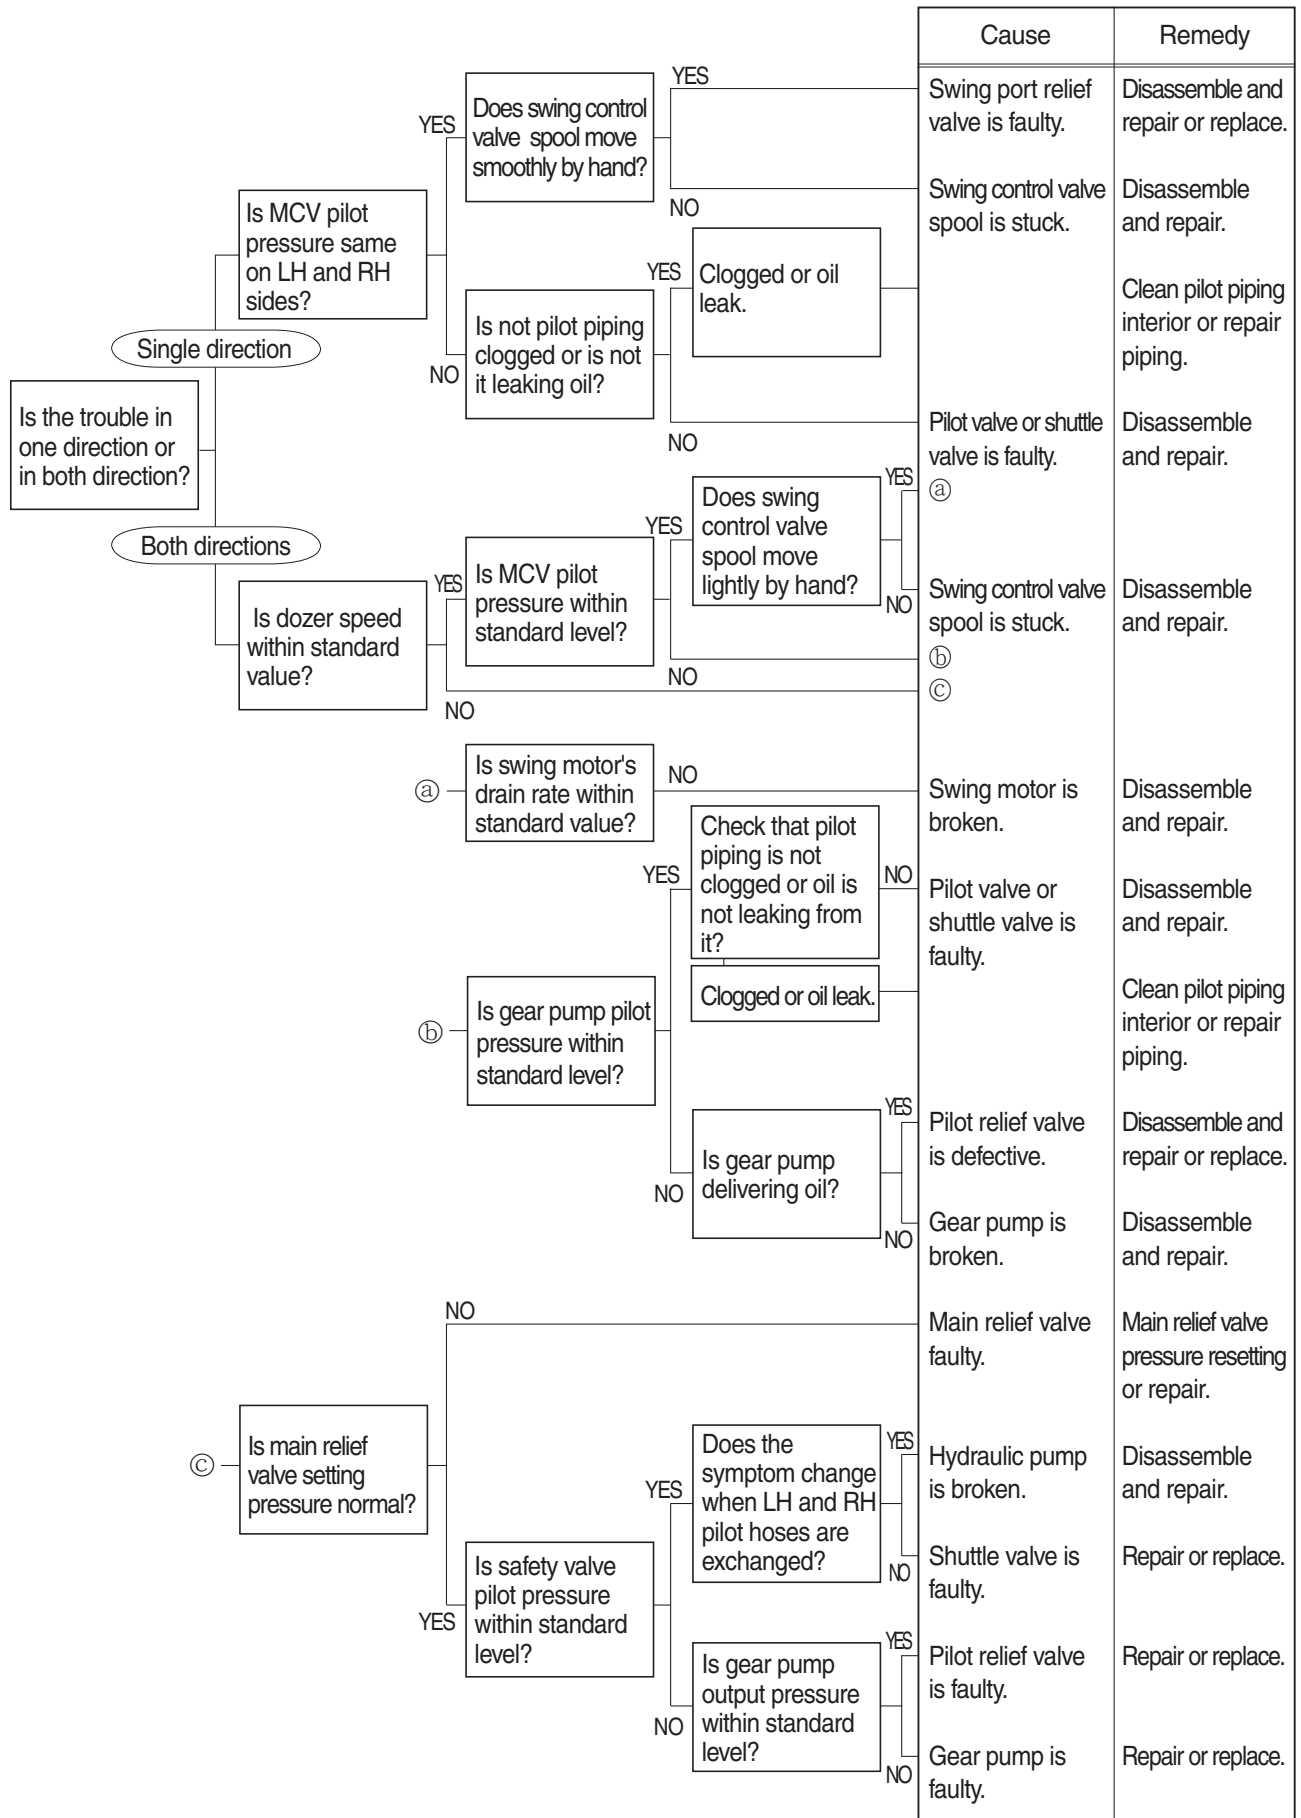 Cause
Remedy
Is the trouble in
one direction or
in both direction?
Single direction
Is MCV pilot
pressure same
on LH and RH
sides?
YES
Does swing control
valve spool move
smoothly by hand?
YES
Swing port relief
valve is faulty.
Disassemble and
repair or replace.
NO
Swing control valve
spool is stuck.
Disassemble
and repair.
NO
Is not pilot piping
clogged or is not
it leaking oil?
YES
Clogged or oil
leak.
Clean pilot piping
interior or repair
piping.
NO
Pilot valve or shuttle
valve is faulty.
Disassemble
and repair.
Both directions
Is dozer speed
within standard
value?
YES
Is MCV pilot
pressure within
standard level?
YES
Does swing
control valve
spool move
lightly by hand?
YES
ⓐ
NO
Swing control valve
spool is stuck.
Disassemble
and repair.
NO
ⓑ
NO
ⓒ
ⓐ
Is swing motor's
drain rate within
standard value?
NO
Swing motor is
broken.
Disassemble
and repair.
ⓑ
Is gear pump pilot
pressure within
standard level?
YES
Check that pilot
piping is not
clogged or oil is
not leaking from
it?
NO
Pilot valve or
shuttle valve is
faulty.
Disassemble
and repair.
Clogged or oil leak.
Clean pilot piping
interior or repair
piping.
NO
Is gear pump
delivering oil?
YES
Pilot relief valve
is defective.
Disassemble and
repair or replace.
NO
Gear pump is
broken.
Disassemble
and repair.
ⓒ
Is main relief
valve setting
pressure normal?
NO
Main relief valve
faulty.
Main relief valve
pressure resetting
or repair.
YES
Is safety valve
pilot pressure
within standard
level?
YES
Does the
symptom change
when LH and RH
pilot hoses are
exchanged?
YES
Hydraulic pump
is broken.
Disassemble
and repair.
NO
Shuttle valve is
faulty.
Repair or replace.
NO
Is gear pump
output pressure
within standard
level?
YES
Pilot relief valve
is faulty.
Repair or replace.
NO
Gear pump is
faulty.
Repair or replace.